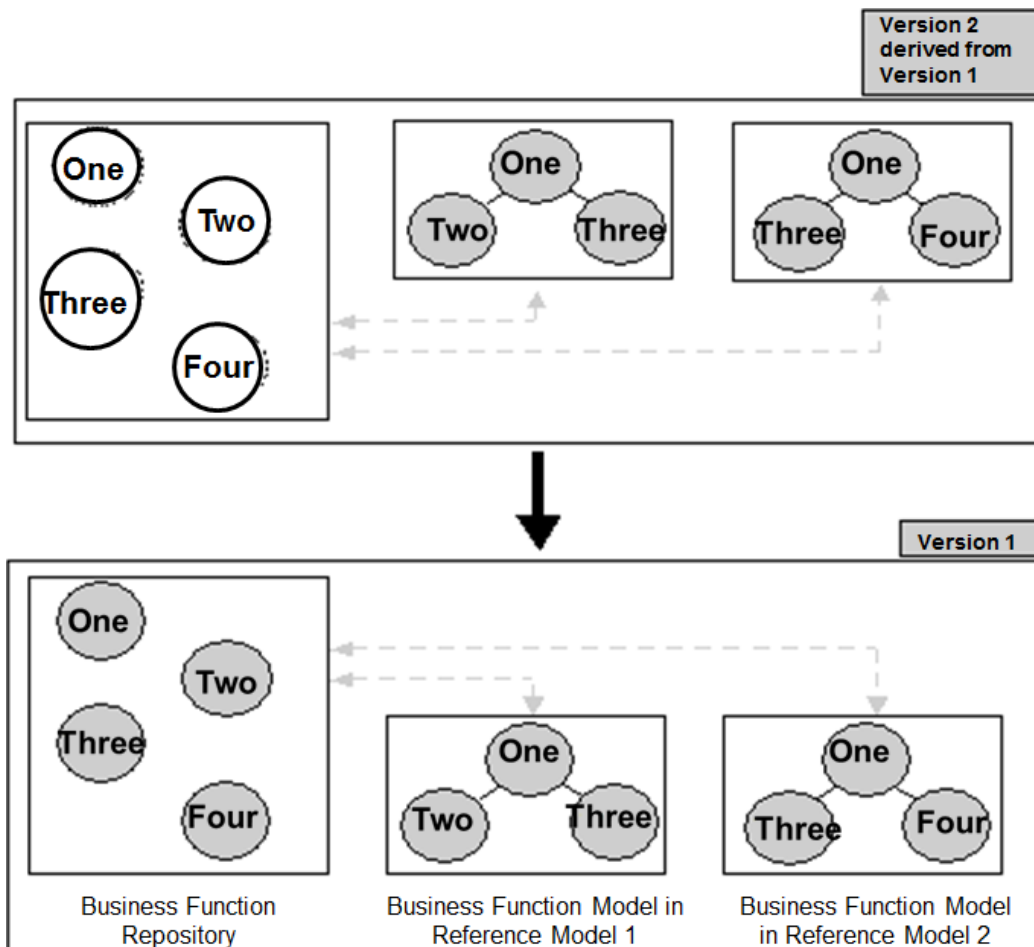 Version 2
derived from
Version 1
One
Two
Three
Four
One
Two
Three
One
Three
Four
Version 1
One
Two
Three
Four
One
Two
Three
One
Three
Four
Business Function
Repository
Business Function Model in
Reference Model 1
Business Function Model
in Reference Model 2